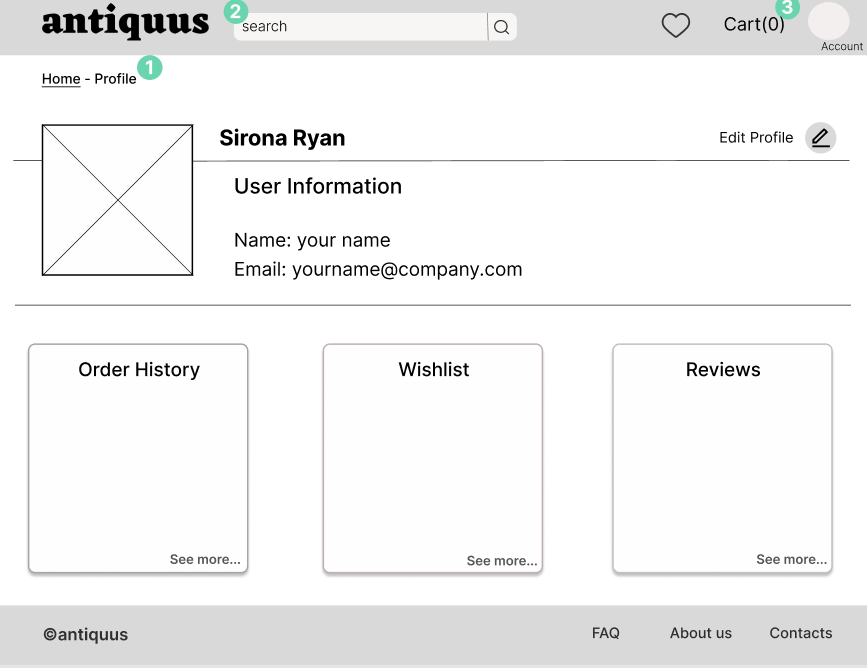 antiquus
2
search
Cart(0)
3
Account
Home - Profile
1
Sirona Ryan
Edit Profile
User Information
Name: your name
Email: yourname@company.com
Order History
See more...
Wishlist
See more...
Reviews
See more...
©antiquus
FAQ
About us
Contacts